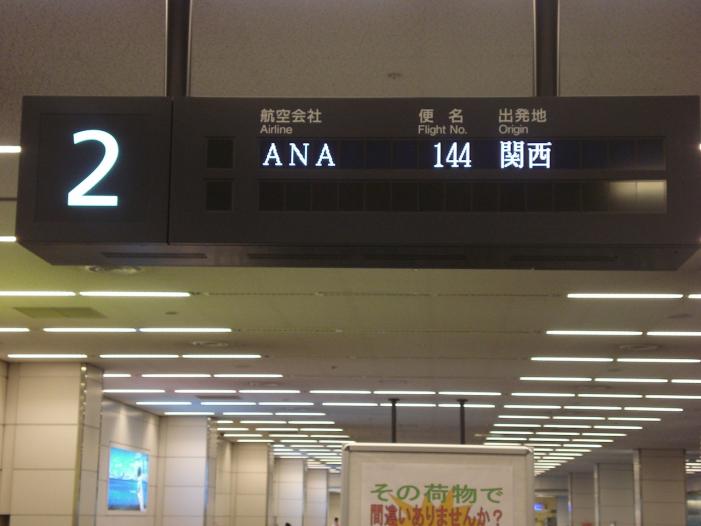 2
航空会社 便 名 出発地
Airline Flight No. Origin
ANA 144 関西
その荷物で
間違いありませんか?